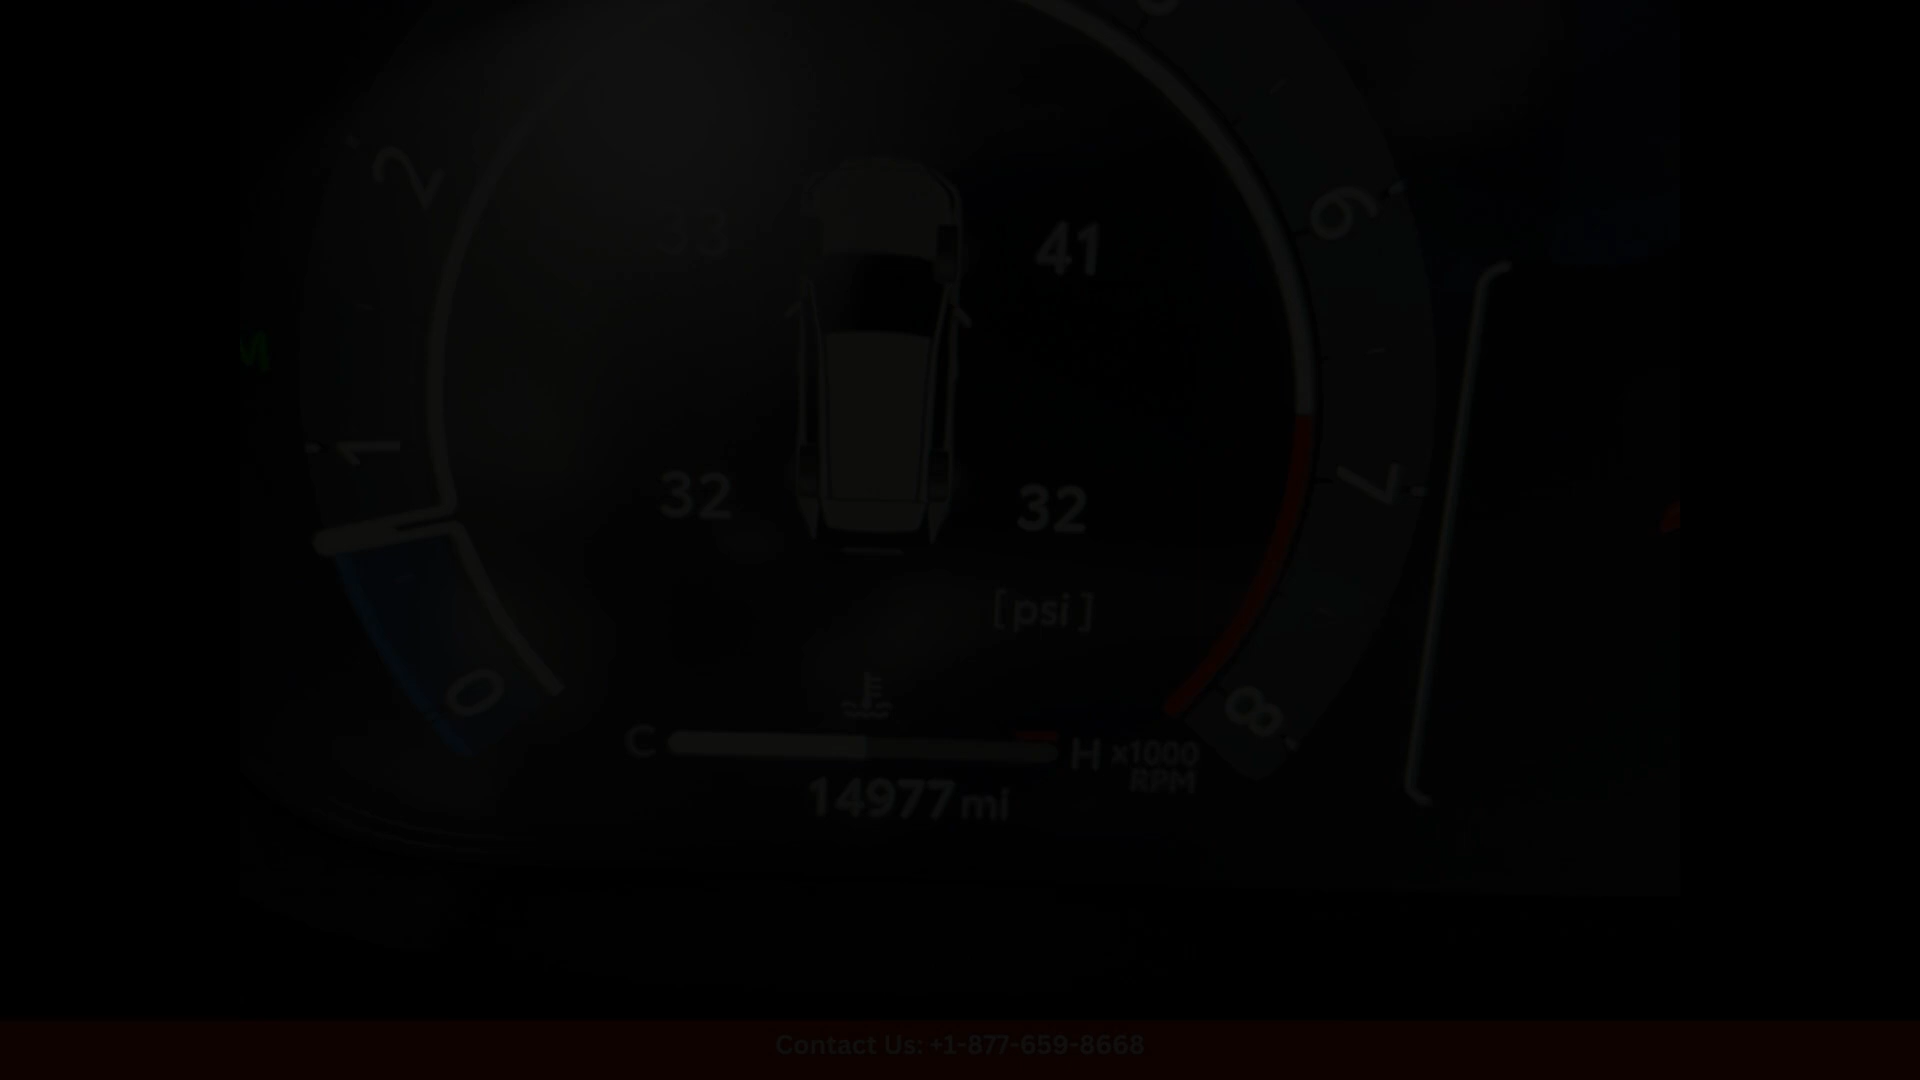 2
33
41
6
M
1
32
32
7
[psi]
0
8
C
H
x1000
RPM
14977 mi
Contact Us: +1-877-659-8668